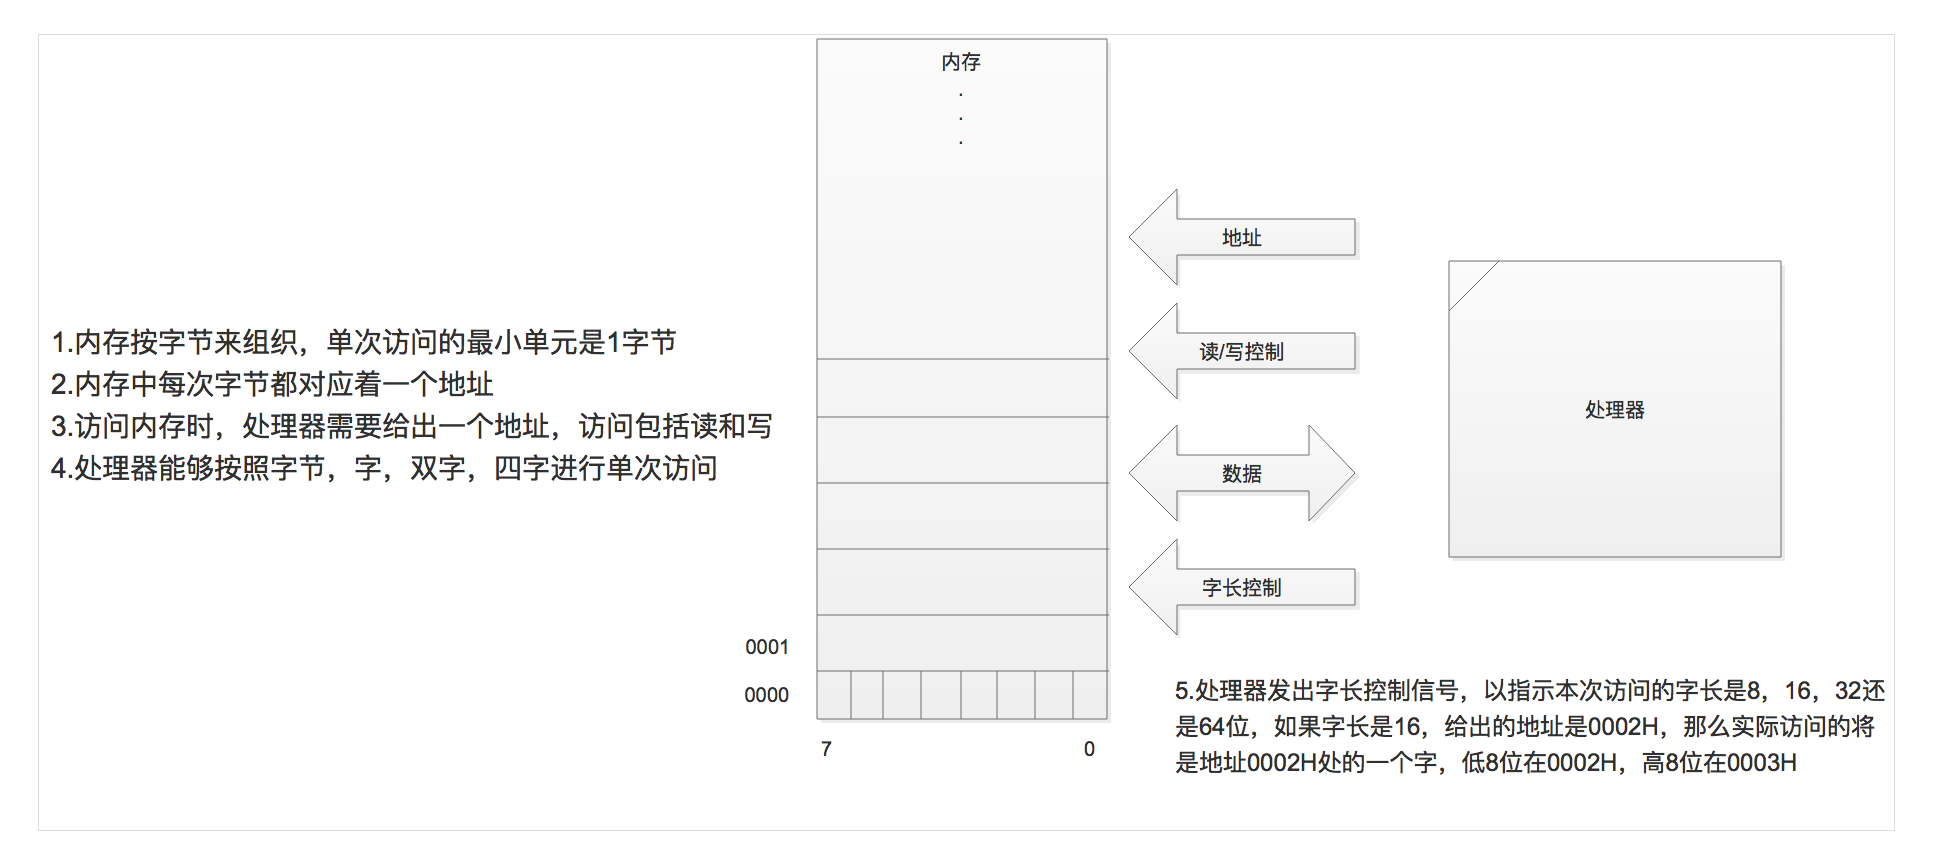 内存
.
.
.
地址
读/写控制
处理器
1.内存按字节来组织，单次访问的最小单元是1字节
2.内存中每次字节都对应着一个地址
3.访问内存时，处理器需要给出一个地址，访问包括读和写
4.处理器能够按照字节，字，双字，四字进行单次访问
数据
字长控制
0001
0000
7
0
5.处理器发出字长控制信号，以指示本次访问的字长是8，16，32还
是64位，如果字长是16，给出的地址是0002H，那么实际访问的将
是地址0002H处的一个字，低8位在0002H，高8位在0003H